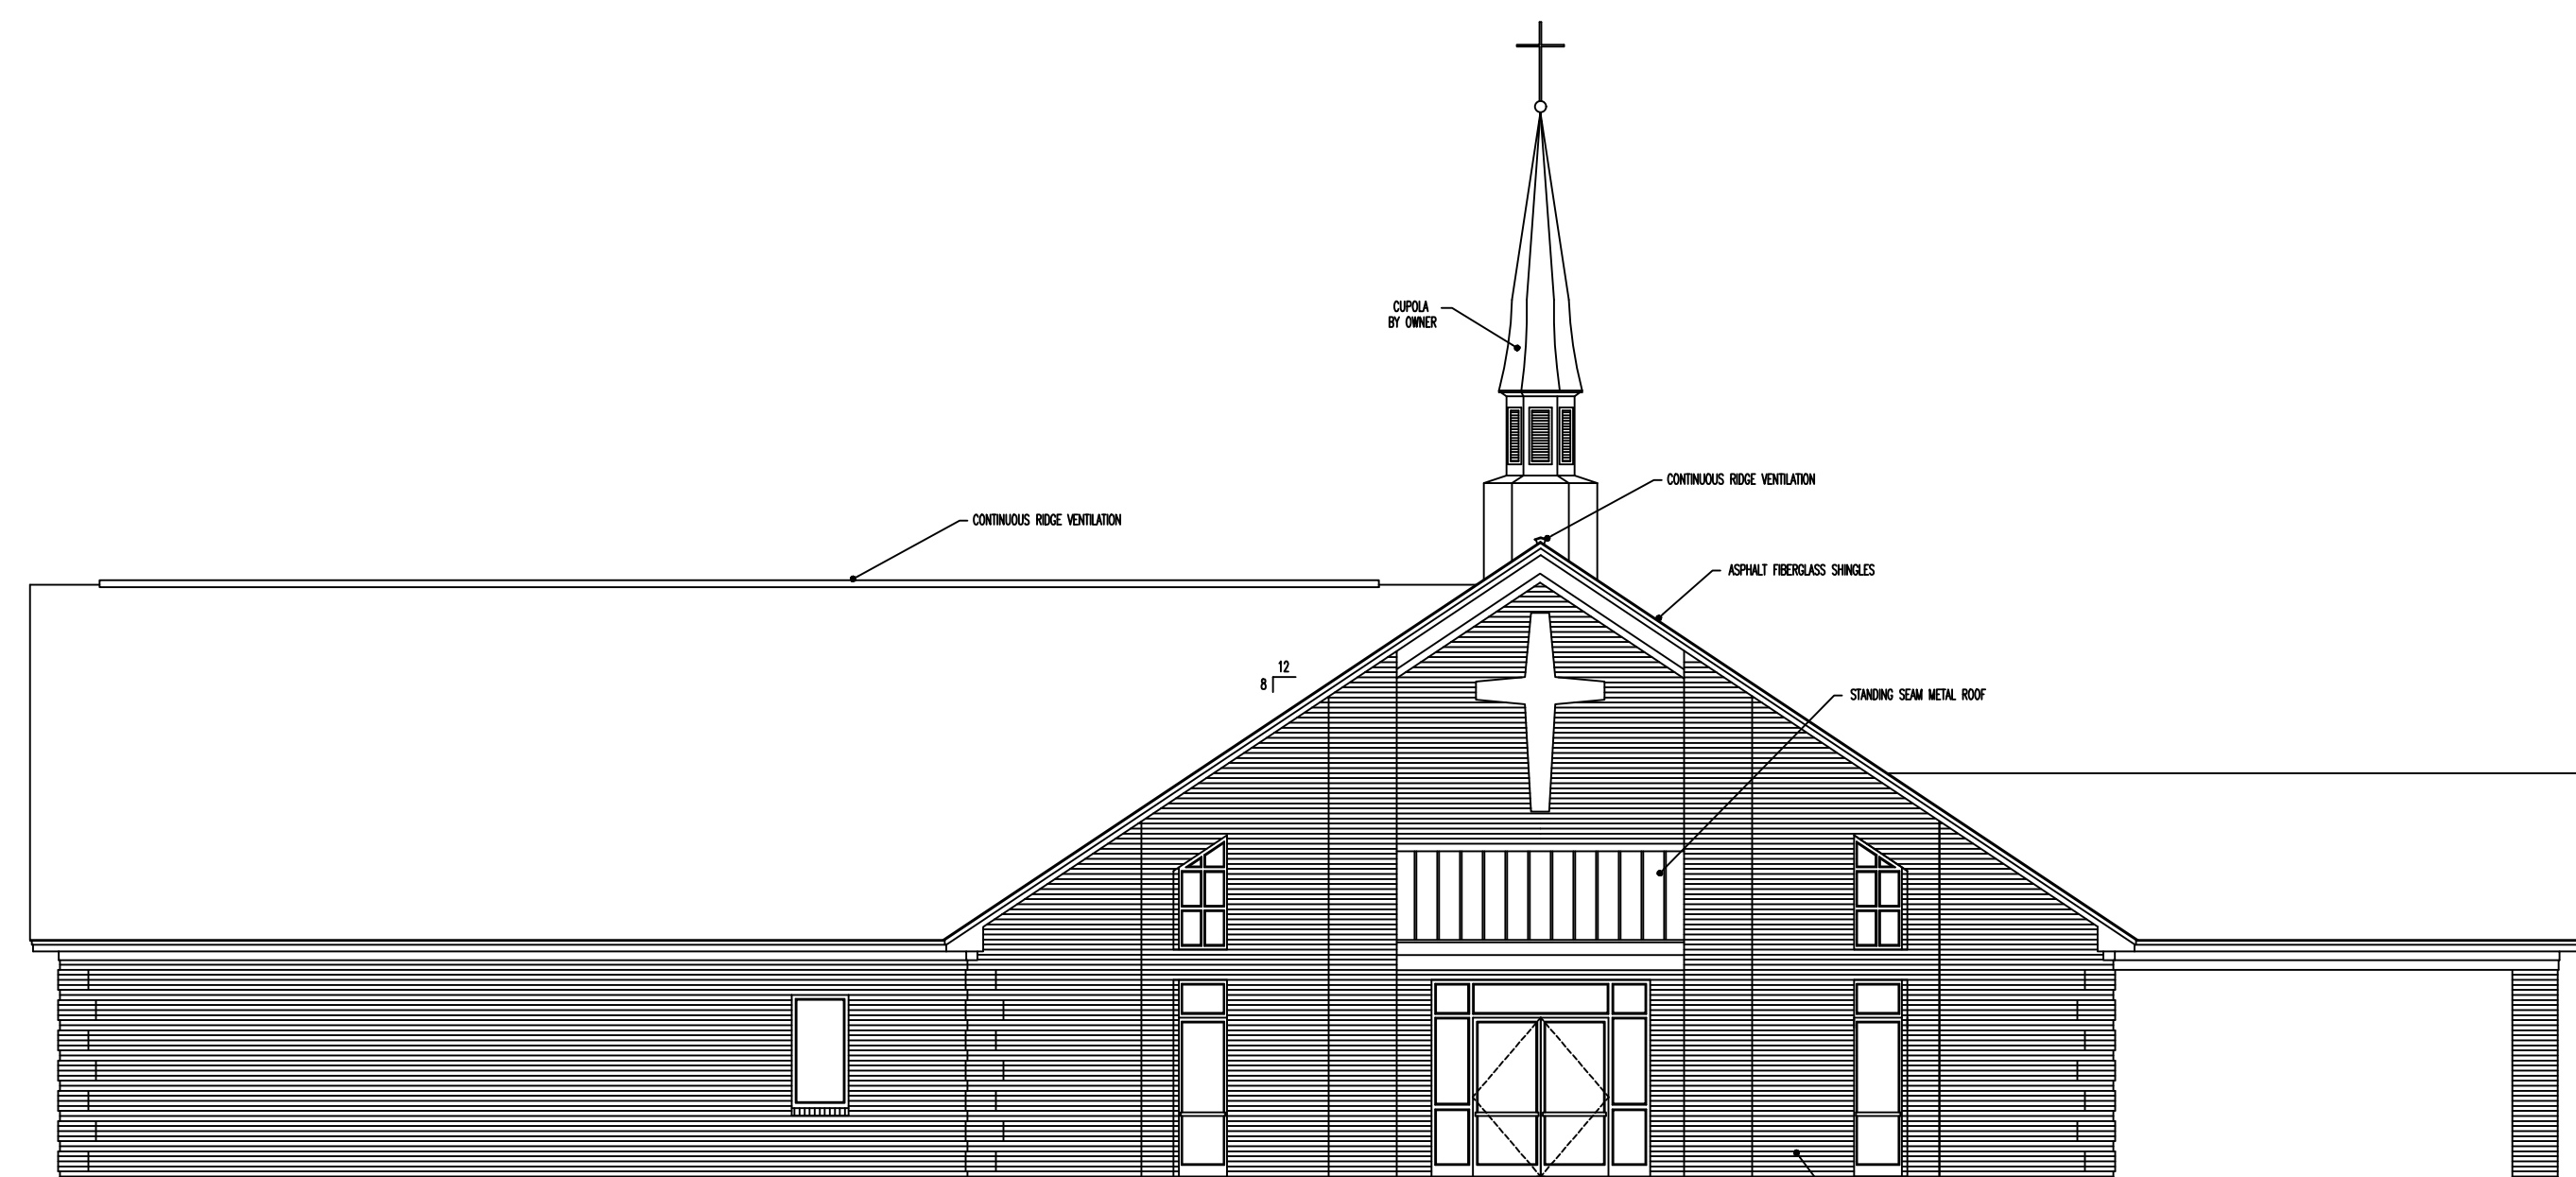 CUPOLA
BY OWNER
CONTINUOUS RIDGE VENTILATION
CONTINUOUS RIDGE VENTILATION
ASPHALT FIBERGLASS SHINGLES
12
8
STANDING SEAM METAL ROOF